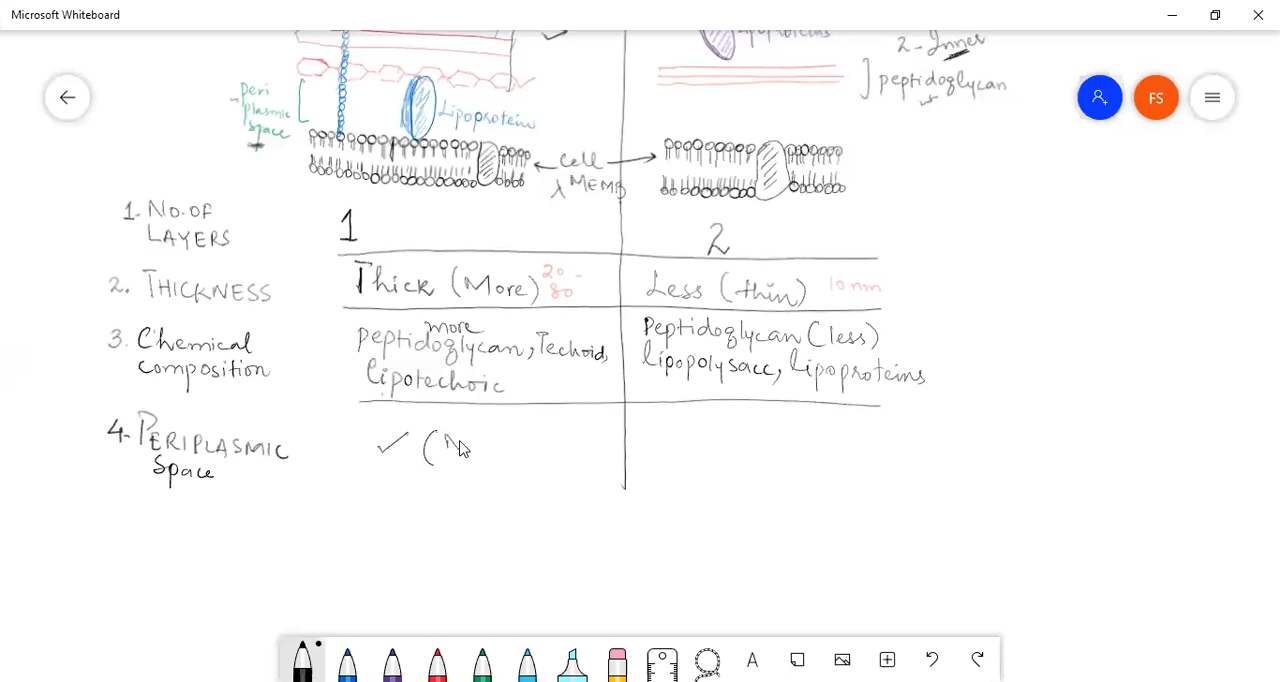 Microsoft Whiteboard
2 - Inner
peptidoglycan
Peri
plasmic
space
Lipoproteins
FS
cell
MEMB
1. No. OF
LAYERS
1
2
2. THICKNESS
Thick (More) 20 -
80
Less (thin) 10 nm
3. Chemical
composition
more
peptidoglycan, Techoid,
lipotechoic
Peptidoglycan (less)
lipopolysacc, lipoproteins
4- PERIPLASMIC
Space
✓ (
A